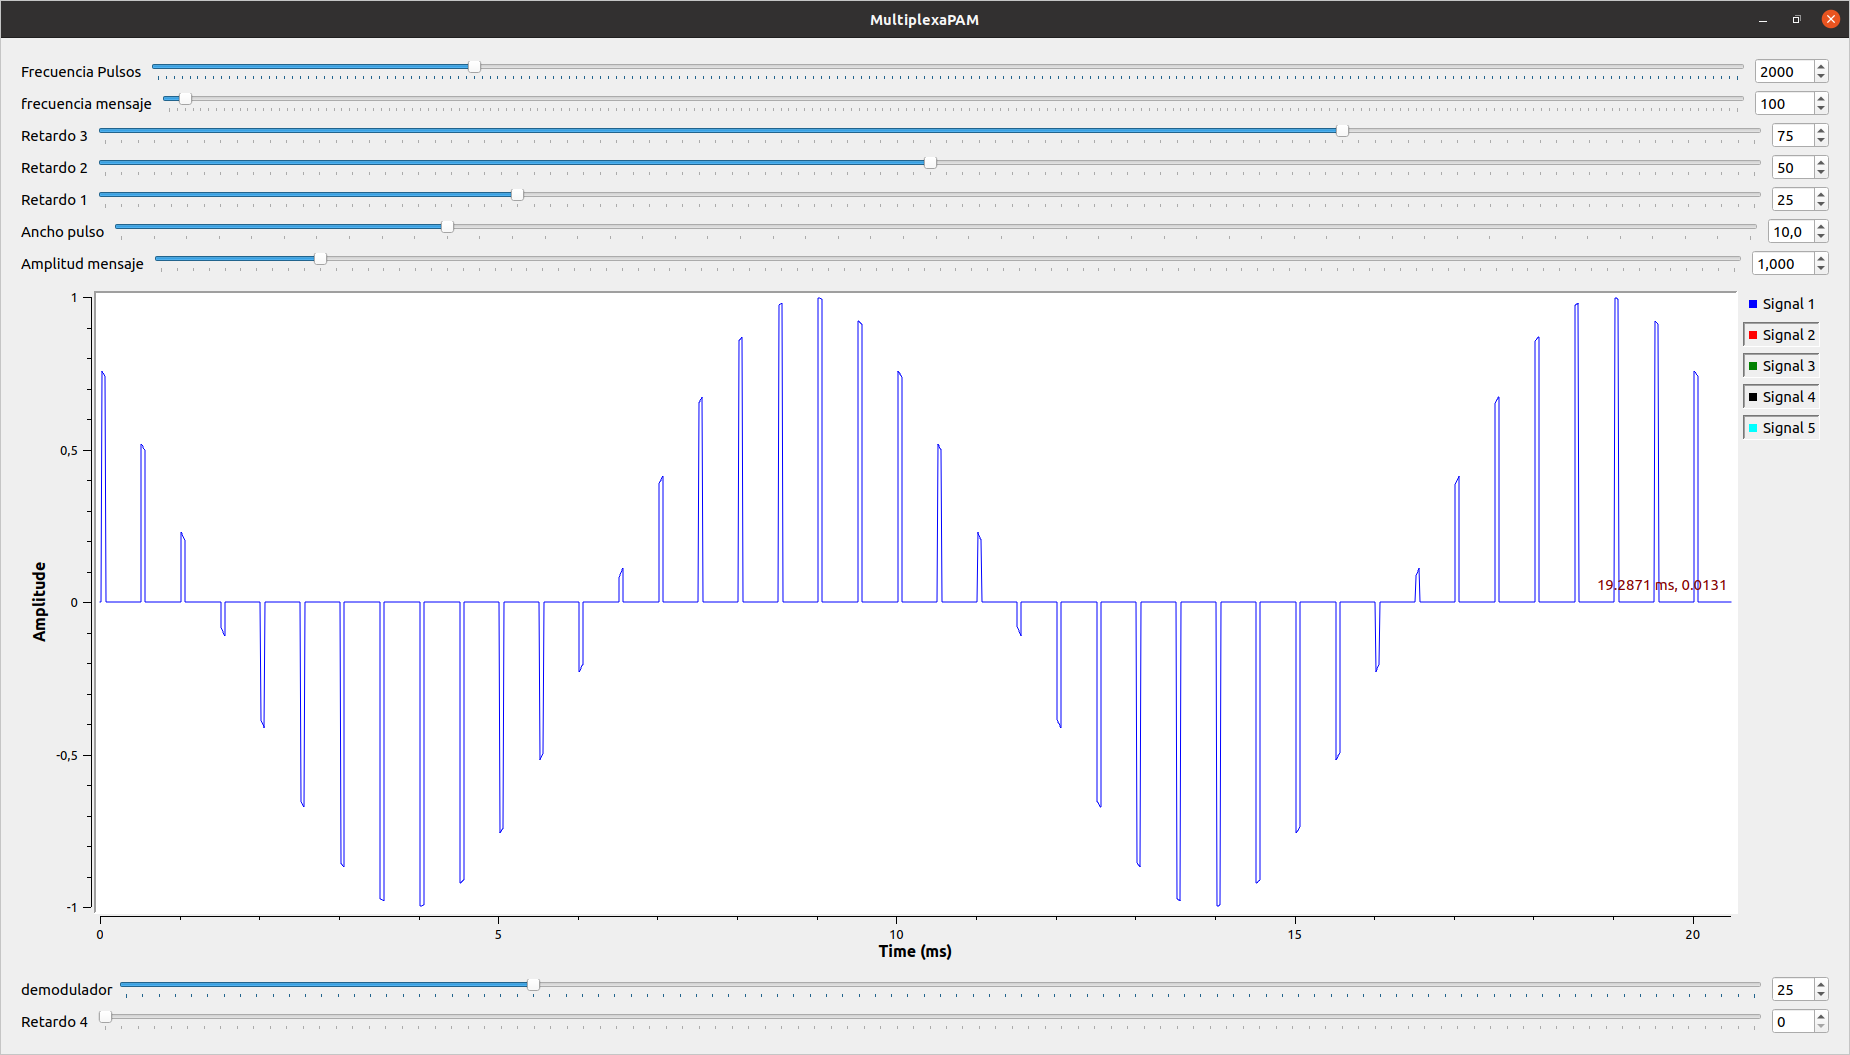 MultiplexaPAM
Frecuencia Pulsos 2000
frecuencia mensaje 100
Retardo 3 75
Retardo 2 50
Retardo 1 25
Ancho pulso 10,0
Amplitud mensaje 1,000
1
0,5
0
-0,5
-1
Amplitude
19.2871 ms, 0.0131
Signal 1
Signal 2
Signal 3
Signal 4
Signal 5
0 5 10 15 20
Time (ms)
demodulador 25
Retardo 4 0